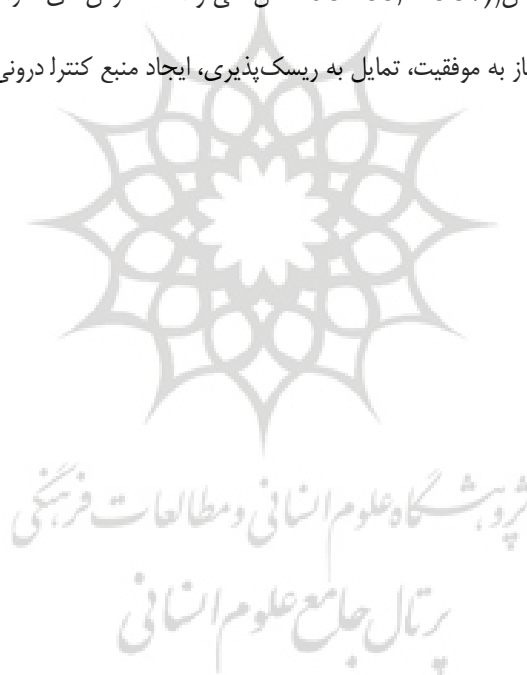 از به موفقیت، تمایل به ریسک‌پذیری، ایجاد منبع کنترل درونی
پژوهشگاه علوم انسانی و مطالعات فرهنگی
پرتال جامع علوم انسانی